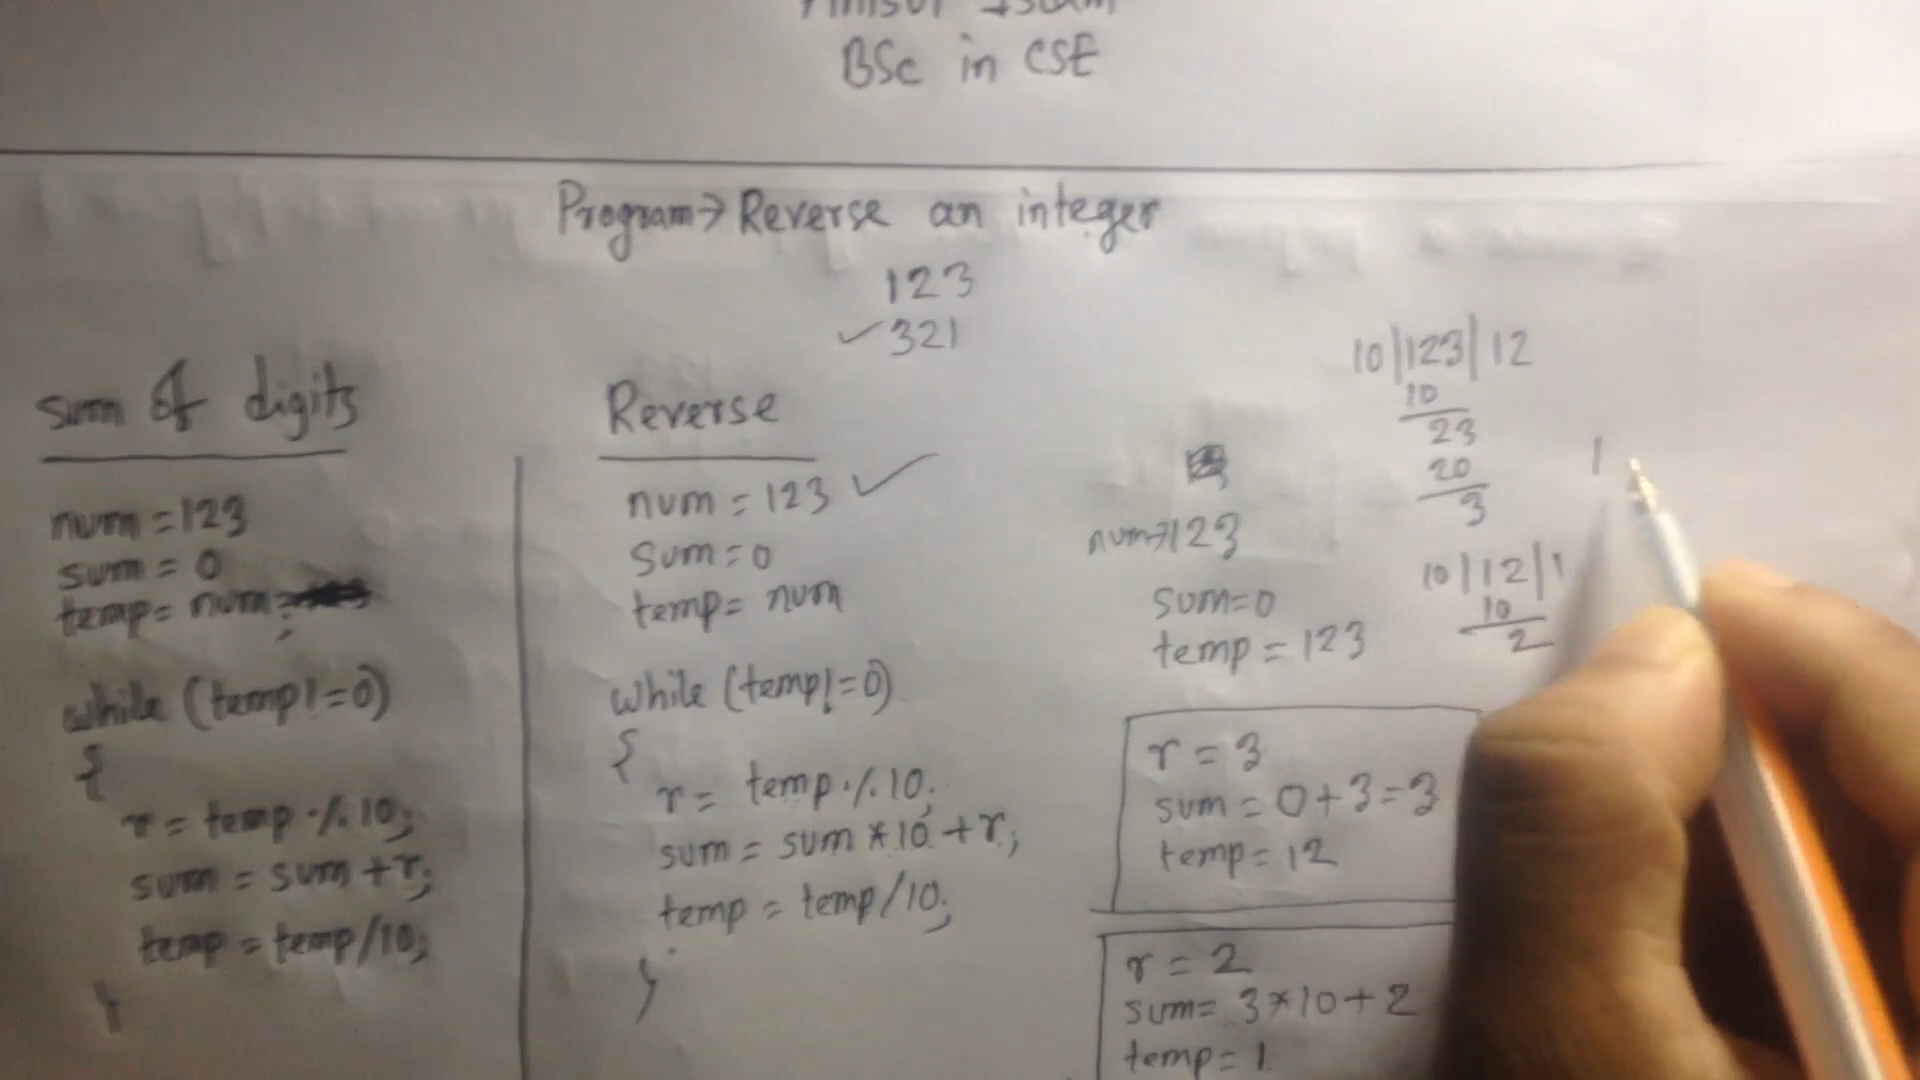 BSc in CSE
Program→Reverse an integer
123
✓321
sum of digits
num=123
sum=0
temp=num;
while (temp!=0)
{
r=temp%10;
sum=sum+r;
temp=temp/10;
}
Reverse
num=123 ✓
sum=0
temp=num
while (temp!=0)
{
r=temp%10;
sum=sum*10+r;
temp=temp/10;
}
num→123
sum=0
temp=123
r=3
sum=0+3=3
temp=12
r=2
sum=3*10+2
temp=1
10|123|12
10
23
20
3
10|12|1
10
2